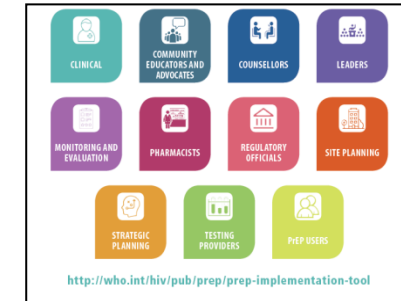 CLINICAL
COMMUNITY
EDUCATORS AND
ADVOCATES
COUNSELLORS
LEADERS
MONITORING AND
EVALUATION
PHARMACISTS
REGULATORY
OFFICIALS
SITE PLANNING
STRATEGIC
PLANNING
TESTING
PROVIDERS
PrEP USERS
http://who.int/hiv/pub/prep/prep-implementation-tool